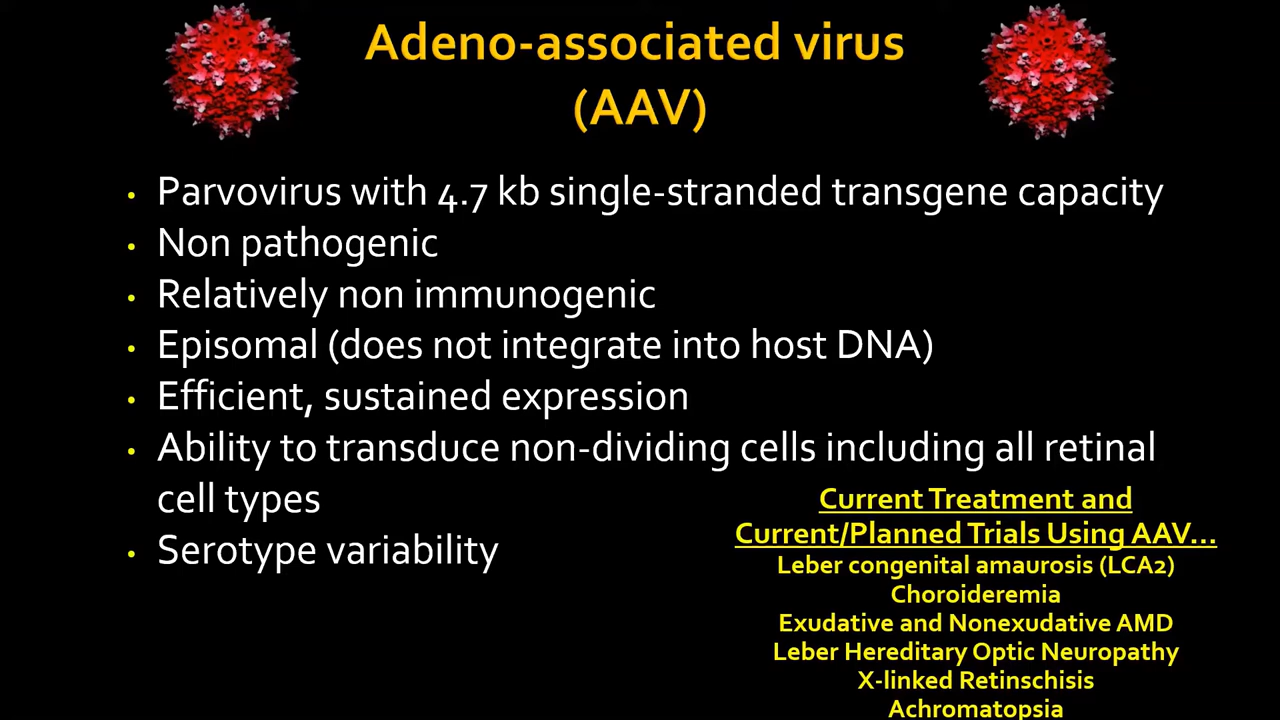 Adeno-associated virus
(AAV)
• Parvovirus with 4.7 kb single-stranded transgene capacity
• Non pathogenic
• Relatively non immunogenic
• Episomal (does not integrate into host DNA)
• Efficient, sustained expression
• Ability to transduce non-dividing cells including all retinal
cell types
• Serotype variability
Current Treatment and
Current/Planned Trials Using AAV...
Leber congenital amaurosis (LCA2)
Choroideremia
Exudative and Nonexudative AMD
Leber Hereditary Optic Neuropathy
X-linked Retinschisis
Achromatopsia